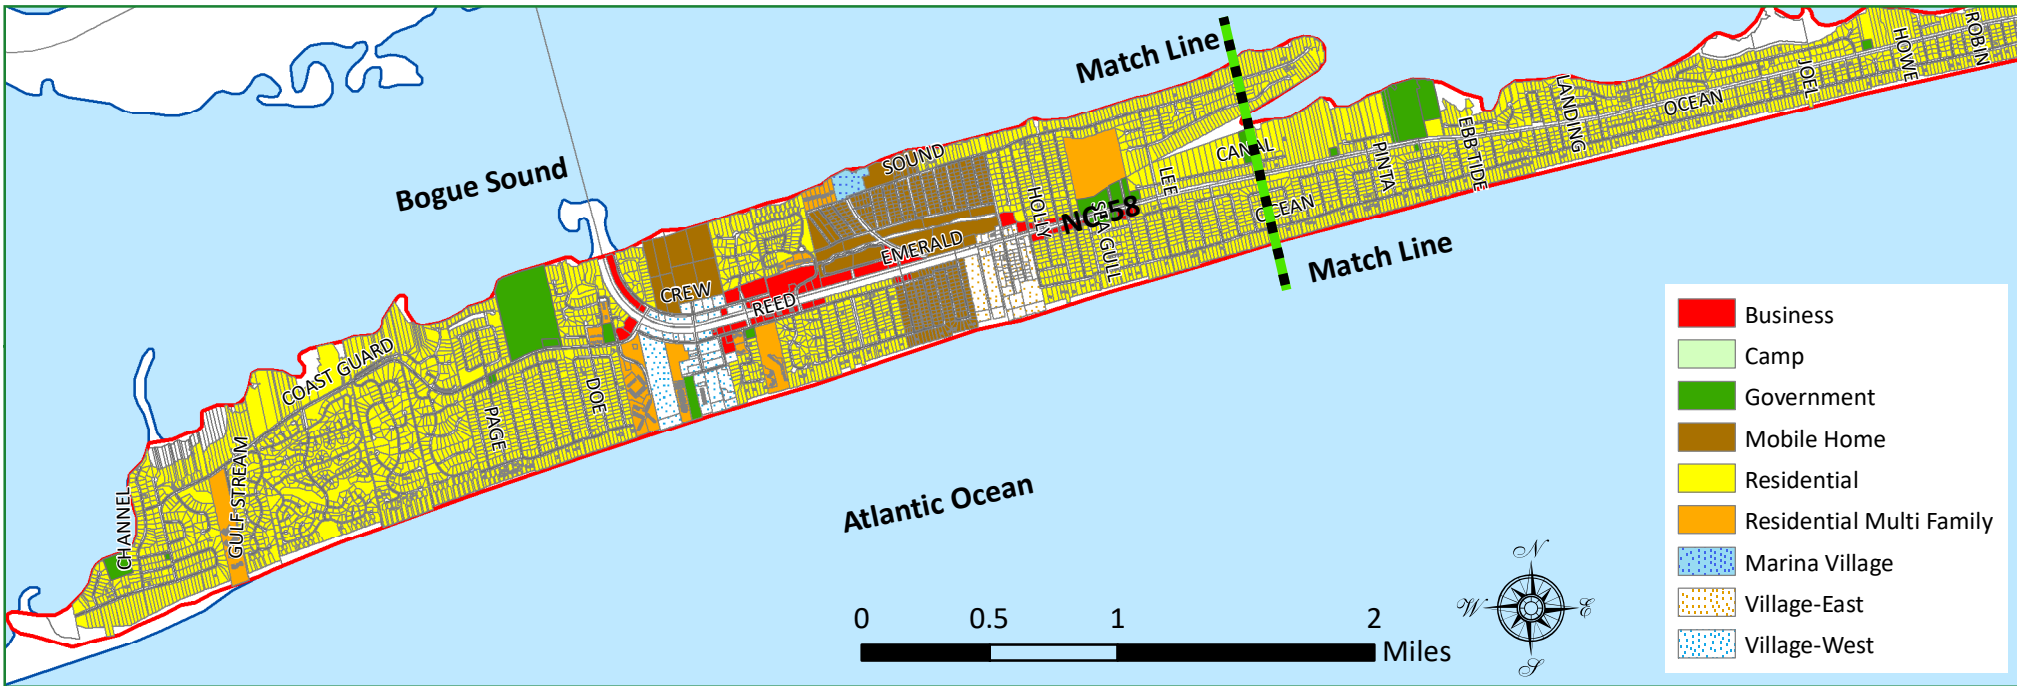 Match Line
Bogue Sound
SOUND
HOLLY
SEA GULL
NC 58
LEE
CANAL
OCEAN
PINTA
EBB TIDE
LANDING
OCEAN
JOEL
HOWE
ROBIN
Match Line
EMERALD
CREW
REED
COAST GUARD
DOE
PAGE
GULF STREAM
CHANNEL
Atlantic Ocean
0 0.5 1 2
Miles
N
W E
S
Business
Camp
Government
Mobile Home
Residential
Residential Multi Family
Marina Village
Village-East
Village-West